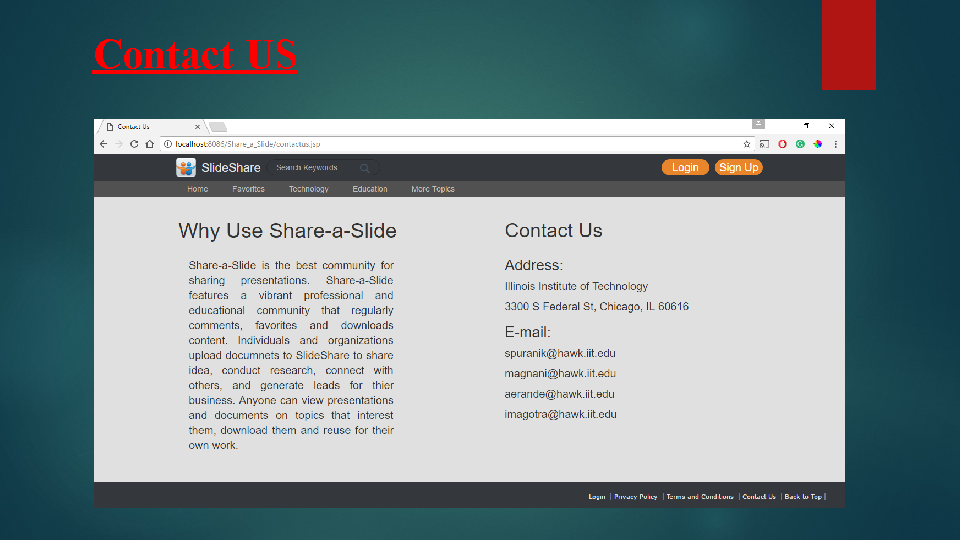 Contact US
Contact Us
localhost:8086/Share_a_Slide/contactus.jsp
SlideShare
Search Keywords
Login
Sign Up
Home
Favorites
Technology
Education
More Topics
Why Use Share-a-Slide
Share-a-Slide is the best community for
sharing presentations. Share-a-Slide
features a vibrant professional and
educational community that regularly
comments, favorites and downloads
content. Individuals and organizations
upload documnets to SlideShare to share
idea, conduct research, connect with
others, and generate leads for thier
business. Anyone can view presentations
and documents on topics that interest
them, download them and reuse for their
own work.
Contact Us
Address:
Illinois Institute of Technology
3300 S Federal St, Chicago, IL 60616
E-mail:
spuranik@hawk.iit.edu
magnani@hawk.iit.edu
aerande@hawk.iit.edu
imagotra@hawk.iit.edu
Login | Privacy Policy | Terms and Conditions | Contact Us | Back to Top |